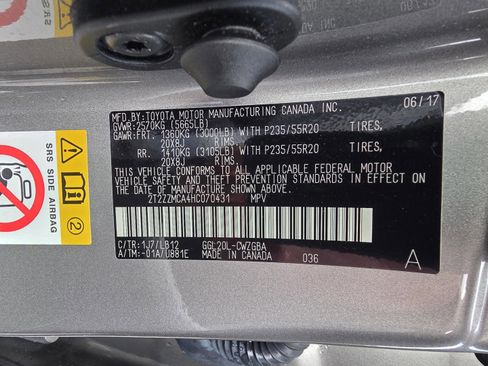 MFD.BY:TOYOTA MOTOR MANUFACTURING CANADA INC. 06/17
GVWR:2570KG (5665LB)
GAWR:FRT. 1360KG (3000LB) WITH P235/55R20 TIRES,
20X8J RIMS,
RR. 1410KG (3105LB) WITH P235/55R20 TIRES,
20X8J RIMS,
THIS VEHICLE CONFORMS TO ALL APPLICABLE FEDERAL MOTOR
VEHICLE SAFETY AND THEFT PREVENTION STANDARDS IN EFFECT ON
THE DATE OF MANUFACTURE SHOWN ABOVE.
2T2ZZMCA4HC070431 MPV
C/TR:1J7/LB12 GGL20L-CWZGBA
A/TM:-01A/U881E MADE IN CANADA 036 A
SRS SIDE AIRBAG
2